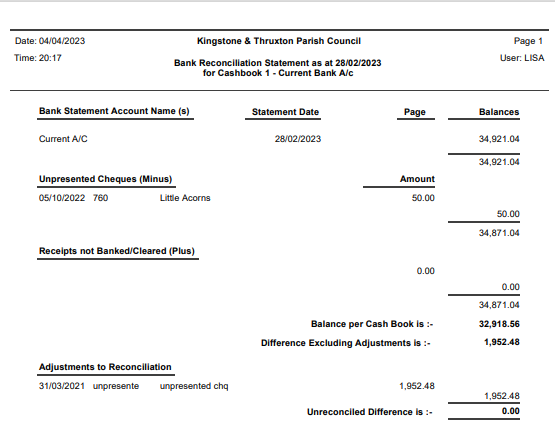 Date: 04/04/2023 Kingstone & Thruxton Parish Council Page 1
Time: 20:17 User: LISA
Bank Reconciliation Statement as at 28/02/2023
for Cashbook 1 - Current Bank A/c
Bank Statement Account Name (s) Statement Date Page Balances
Current A/C 28/02/2023 34,921.04
34,921.04
Unpresented Cheques (Minus) Amount
05/10/2022 760 Little Acorns 50.00
50.00
34,871.04
Receipts not Banked/Cleared (Plus)
0.00
0.00
34,871.04
Balance per Cash Book is :- 32,918.56
Difference Excluding Adjustments is :- 1,952.48
Adjustments to Reconciliation
31/03/2021 unpresente unpresented chq 1,952.48
1,952.48
Unreconciled Difference is :- 0.00